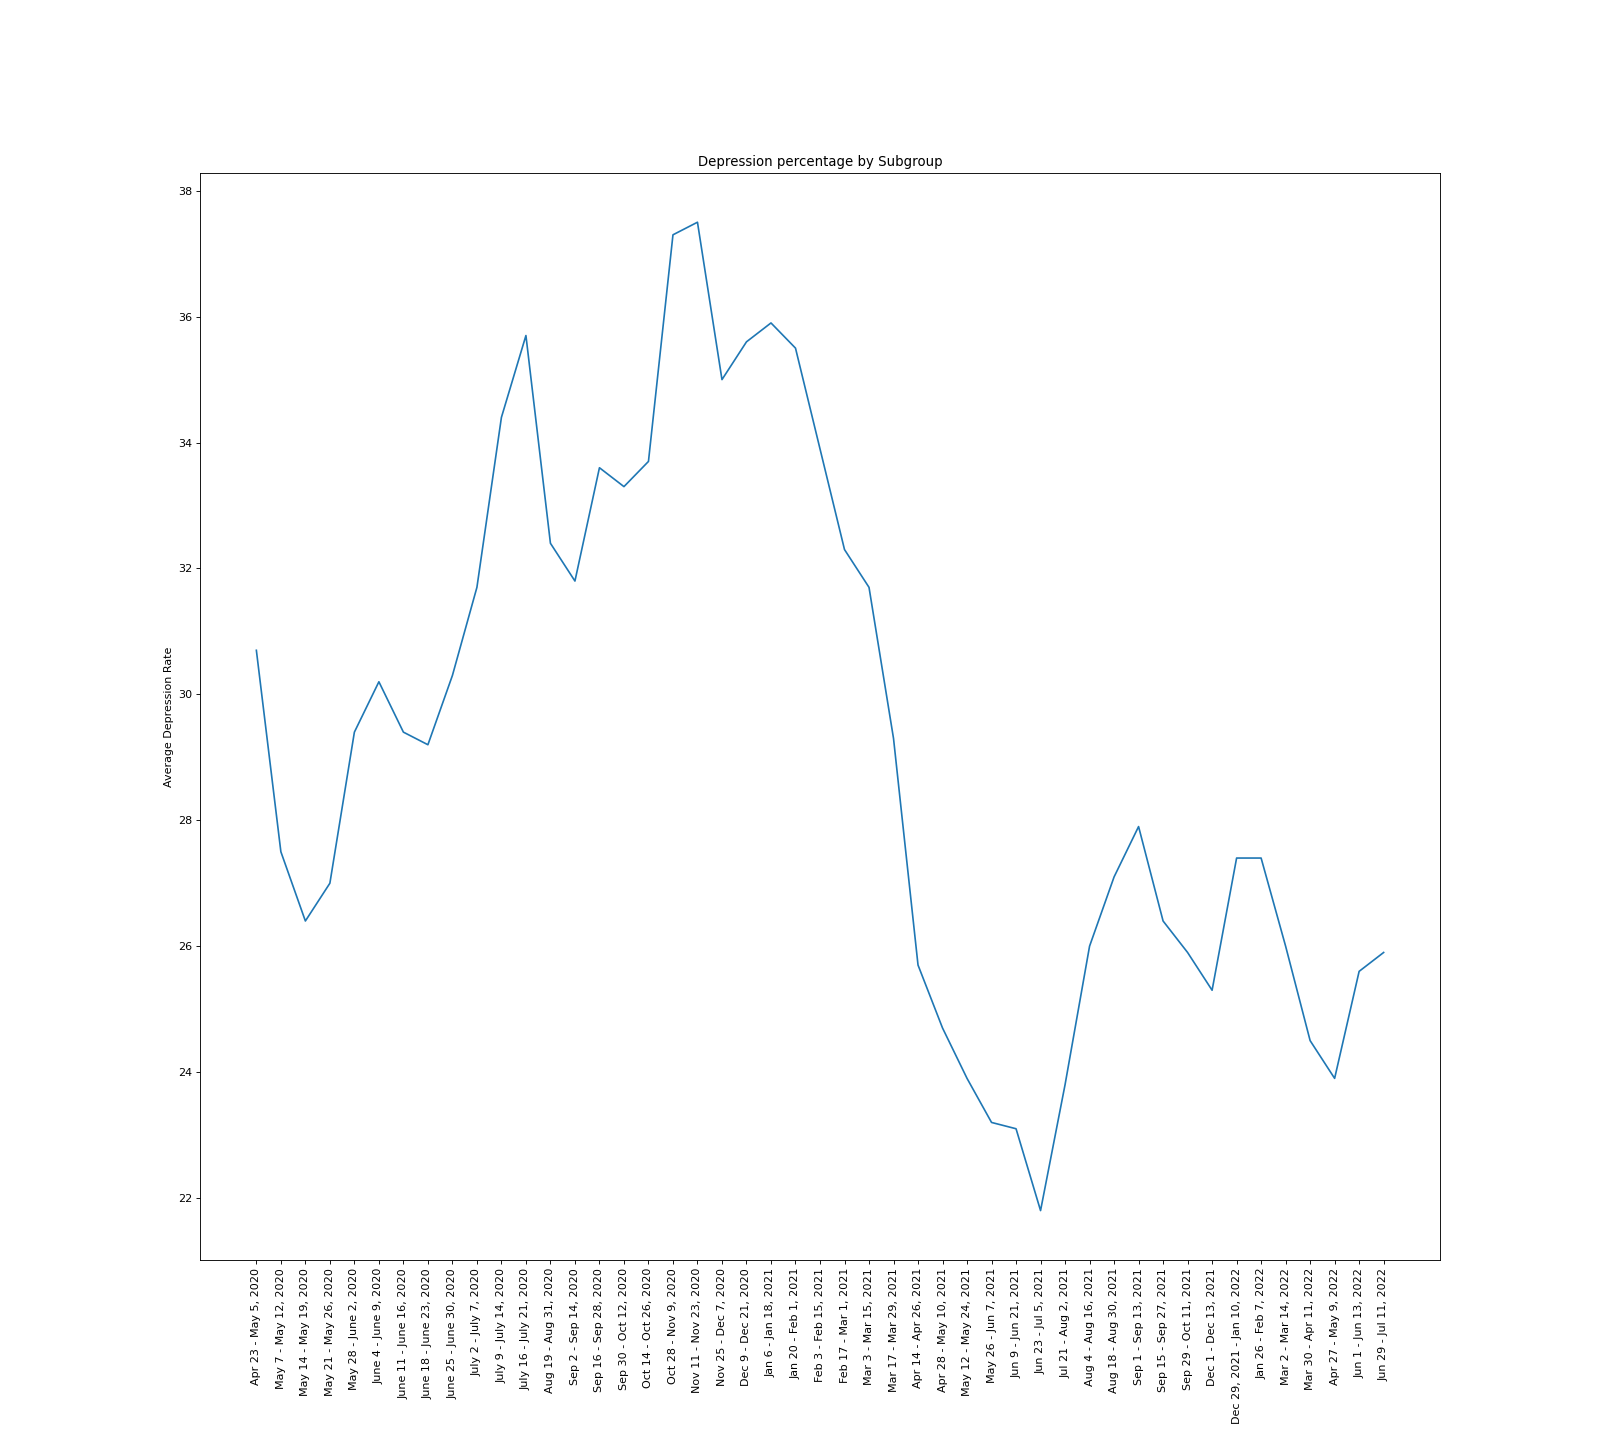 Depression percentage by Subgroup
38
36
34
32
30
28
26
24
22
Average Depression Rate
Apr 23 - May 5, 2020
May 7 - May 12, 2020
May 14 - May 19, 2020
May 21 - May 26, 2020
May 28 - June 2, 2020
June 4 - June 9, 2020
June 11 - June 16, 2020
June 18 - June 23, 2020
June 25 - June 30, 2020
July 2 - July 7, 2020
July 9 - July 14, 2020
July 16 - July 21, 2020
Aug 19 - Aug 31, 2020
Sep 2 - Sep 14, 2020
Sep 16 - Sep 28, 2020
Sep 30 - Oct 12, 2020
Oct 14 - Oct 26, 2020
Oct 28 - Nov 9, 2020
Nov 11 - Nov 23, 2020
Nov 25 - Dec 7, 2020
Dec 9 - Dec 21, 2020
Jan 6 - Jan 18, 2021
Jan 20 - Feb 1, 2021
Feb 3 - Feb 15, 2021
Feb 17 - Mar 1, 2021
Mar 3 - Mar 15, 2021
Mar 17 - Mar 29, 2021
Apr 14 - Apr 26, 2021
Apr 28 - May 10, 2021
May 12 - May 24, 2021
May 26 - Jun 7, 2021
Jun 9 - Jun 21, 2021
Jun 23 - Jul 5, 2021
Jul 21 - Aug 2, 2021
Aug 4 - Aug 16, 2021
Aug 18 - Aug 30, 2021
Sep 1 - Sep 13, 2021
Sep 15 - Sep 27, 2021
Sep 29 - Oct 11, 2021
Dec 1 - Dec 13, 2021
Dec 29, 2021 - Jan 10, 2022
Jan 26 - Feb 7, 2022
Mar 2 - Mar 14, 2022
Mar 30 - Apr 11, 2022
Apr 27 - May 9, 2022
Jun 1 - Jun 13, 2022
Jun 29 - Jul 11, 2022